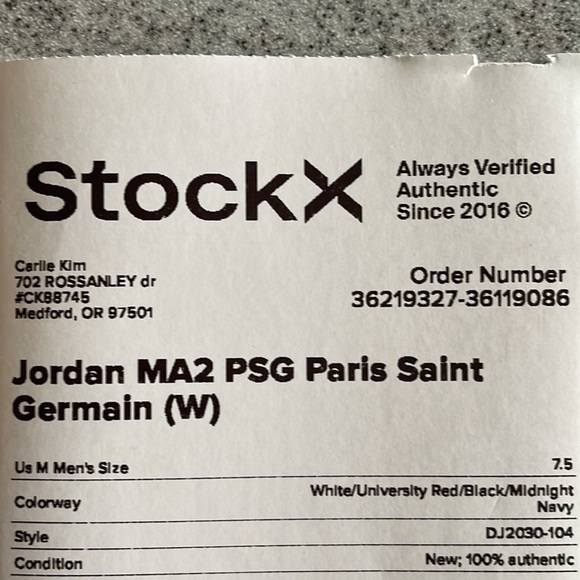 StockX
Always Verified
Authentic
Since 2016 ©
Carlie Kim
702 ROSSANLEY dr
#CK88745
Medford, OR 97501
Order Number
36219327-36119086
Jordan MA2 PSG Paris Saint
Germain (W)
Us M Men's Size 7.5
Colorway White/University Red/Black/Midnight
Navy
Style DJ2030-104
Condition New; 100% authentic